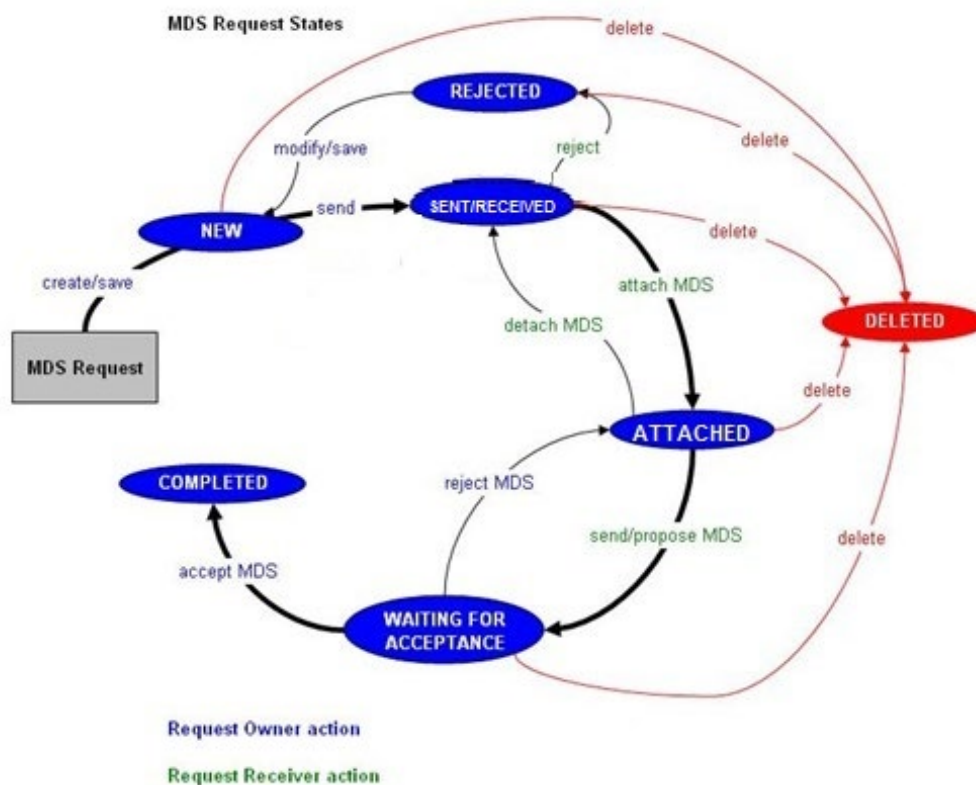 MDS Request States
delete
REJECTED
delete
modify/save
reject
send
SENT/RECEIVED
NEW
delete
create/save
attach MDS
detach MDS
DELETED
MDS Request
delete
ATTACHED
COMPLETED
reject MDS
send/propose MDS
delete
accept MDS
WAITING FOR
ACCEPTANCE
Request Owner action
Request Receiver action